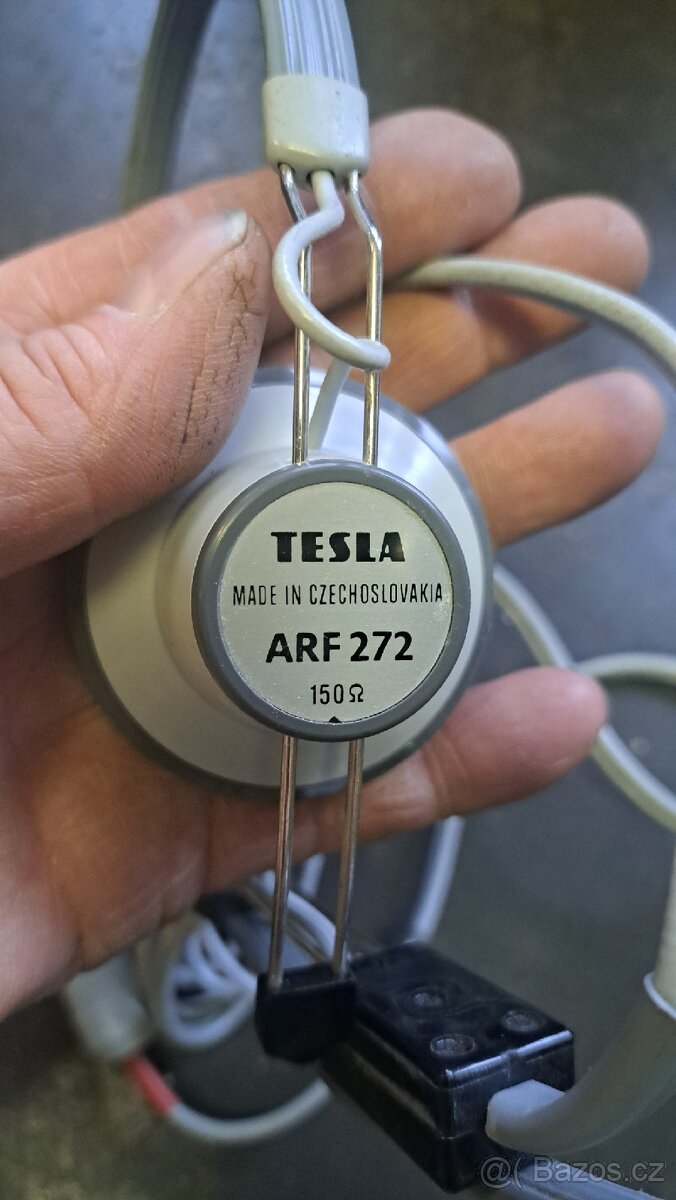 TESLA
MADE IN CZECHOSLOVAKIA
ARF 272
150Ω
@( Bazos.cz